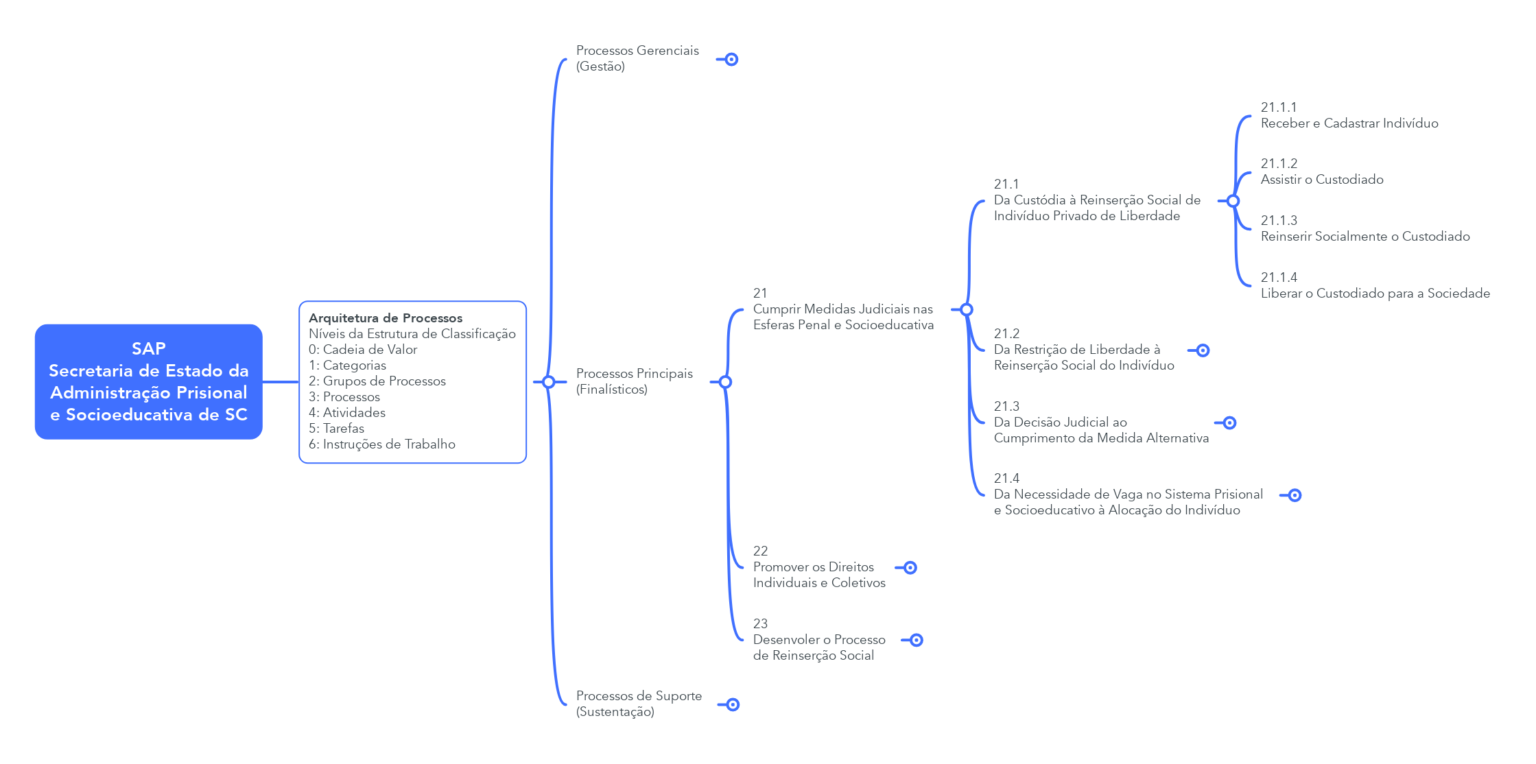 SAP
Secretaria de Estado da
Administração Prisional
e Socioeducativa de SC
Arquitetura de Processos
Níveis da Estrutura de Classificação
0: Cadeia de Valor
1: Categorias
2: Grupos de Processos
3: Processos
4: Atividades
5: Tarefas
6: Instruções de Trabalho
Processos Gerenciais
(Gestão)
Processos Principais
(Finalísticos)
21
Cumprir Medidas Judiciais nas
Esferas Penal e Socioeducativa
21.1
Da Custódia à Reinserção Social de
Indivíduo Privado de Liberdade
21.1.1
Receber e Cadastrar Indivíduo
21.1.2
Assistir o Custodiado
21.1.3
Reinserir Socialmente o Custodiado
21.1.4
Liberar o Custodiado para a Sociedade
21.2
Da Restrição de Liberdade à
Reinserção Social do Indivíduo
21.3
Da Decisão Judicial ao
Cumprimento da Medida Alternativa
21.4
Da Necessidade de Vaga no Sistema Prisional
e Socioeducativo à Alocação do Indivíduo
22
Promover os Direitos
Individuais e Coletivos
23
Desenvoler o Processo
de Reinserção Social
Processos de Suporte
(Sustentação)